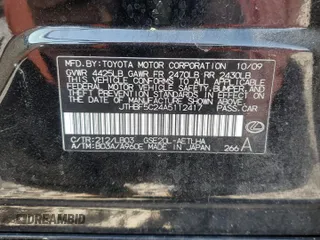 MFD.BY: TOYOTA MOTOR CORPORATION 10/09
GVWR 4425LB, GAWR FR 2470LB RR 2430LB
THIS VEHICLE CONFORMS TO ALL APPLICABLE
FEDERAL MOTOR VEHICLE SAFETY, BUMPER, AND
THEFT PREVENTION STANDARDS IN EFFECT ON
THE DATE OF MANUFACTURE SHOWN ABOVE.
JTHBF5C24A5112417 PASS.CAR
C/TR:212/LB03 GSE20L-AETLHA
A/TM:B03A/A960E MADE IN JAPAN 266 A
DREAMBID